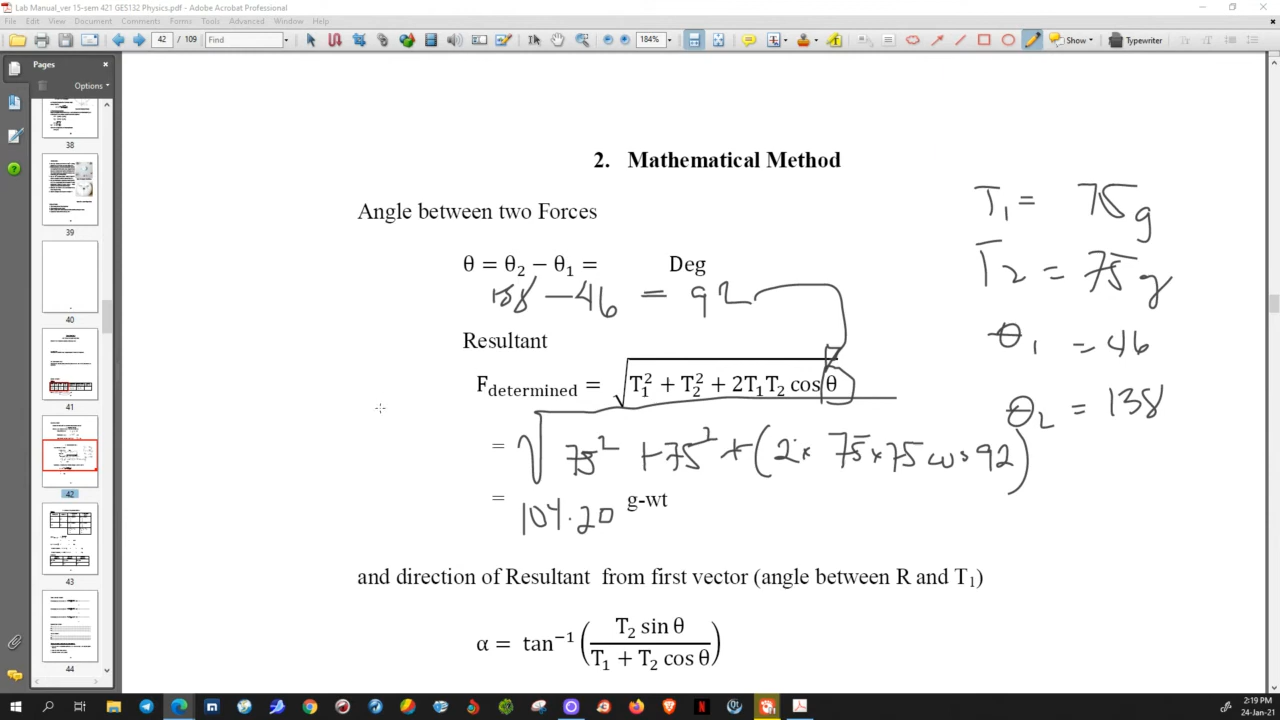 Lab Manual_ver 15-sem 421 GES132 Physics.pdf - Adobe Acrobat Professional
File Edit View Document Comments Forms Tools Advanced Window Help
42 / 109 Find 184% Show Typewriter
Pages
Options
38
39
40
41
42
43
44
2. Mathematical Method
Angle between two Forces
θ = θ₂ − θ₁ = Deg
138 − 46 = 92
Resultant
F_determined = √(T₁² + T₂² + 2T₁T₂ cos θ)
= √(75² + 75² + (2 × 75 × 75 cos 92))
= 104.20 g-wt
and direction of Resultant from first vector (angle between R and T₁)
α = tan⁻¹ (T₂ sin θ / T₁ + T₂ cos θ)
T₁ = 75g
T₂ = 75g
θ₁ = 46
θ₂ = 138
2:19 PM
24-Jan-21